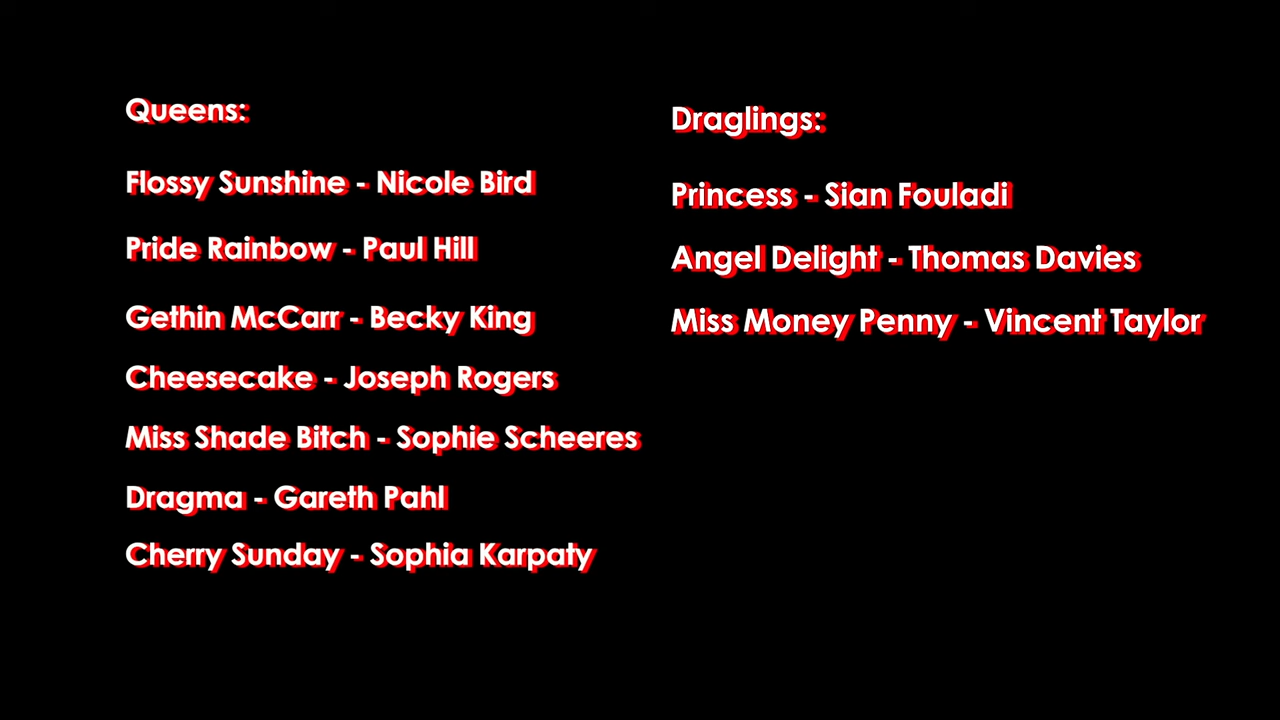 Queens:
Flossy Sunshine - Nicole Bird
Pride Rainbow - Paul Hill
Gethin McCarr - Becky King
Cheesecake - Joseph Rogers
Miss Shade Bitch - Sophie Scheeres
Dragma - Gareth Pahl
Cherry Sunday - Sophia Karpaty
Draglings:
Princess - Sian Fouladi
Angel Delight - Thomas Davies
Miss Money Penny - Vincent Taylor